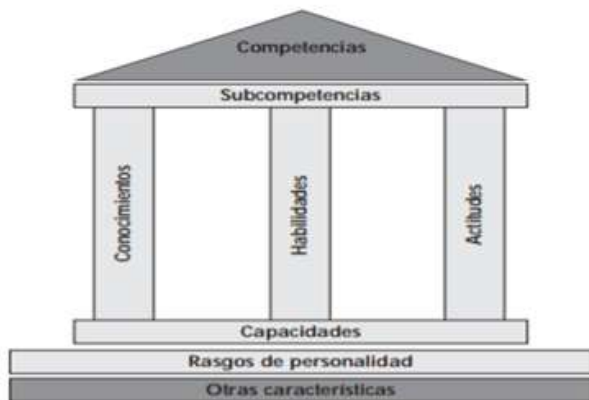 Competencias
Subcompetencias
Conocimientos
Habilidades
Actitudes
Capacidades
Rasgos de personalidad
Otras características